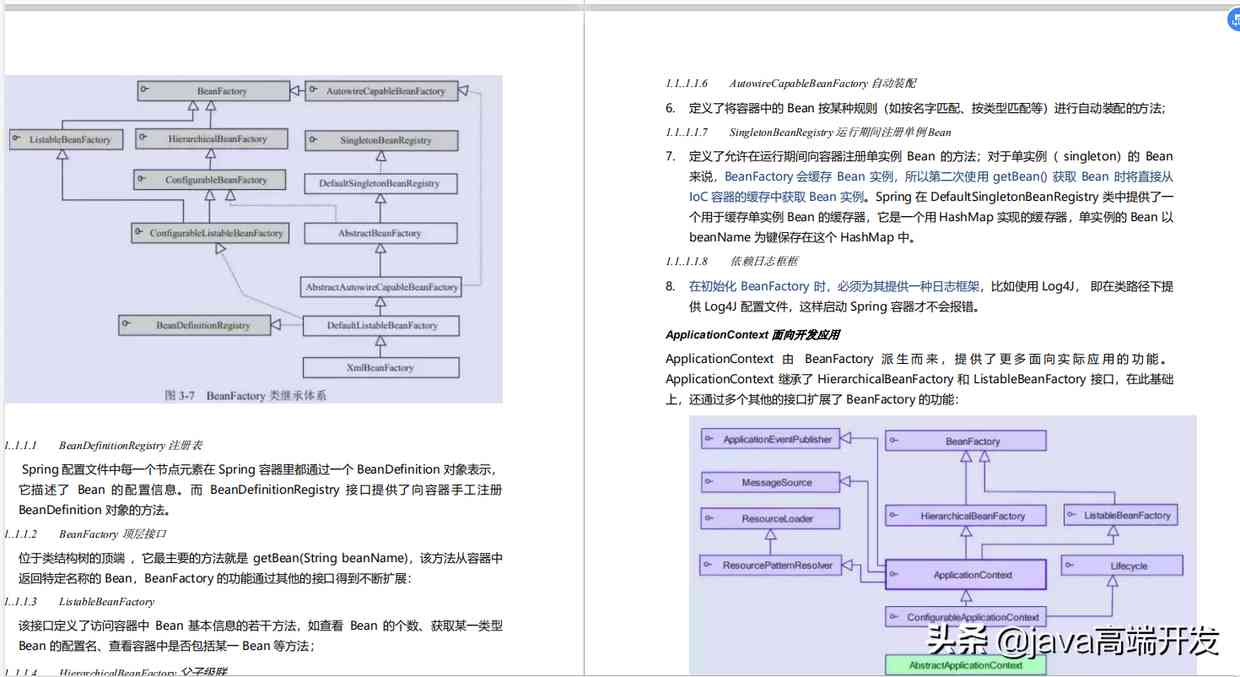 BeanFactory
AutowireCapableBeanFactory
ListableBeanFactory
HierarchicalBeanFactory
SingletonBeanRegistry
ConfigurableBeanFactory
DefaultSingletonBeanRegistry
ConfigurableListableBeanFactory
AbstractBeanFactory
AbstractAutowireCapableBeanFactory
BeanDefinitionRegistry
DefaultListableBeanFactory
XmlBeanFactory
图 3-7 BeanFactory 类继承体系
1..1.1.1 BeanDefinitionRegistry 注册表
Spring 配置文件中每一个节点元素在 Spring 容器里都通过一个 BeanDefinition 对象表示，
它描述了 Bean 的配置信息。而 BeanDefinitionRegistry 接口提供了向容器手工注册
BeanDefinition 对象的方法。
1..1.1.2 BeanFactory 顶层接口
位于类结构树的顶端 ，它最主要的方法就是 getBean(String beanName)，该方法从容器中
返回特定名称的 Bean，BeanFactory 的功能通过其他的接口得到不断扩展：
1..1.1.3 ListableBeanFactory
该接口定义了访问容器中 Bean 基本信息的若干方法，如查看 Bean 的个数、获取某一类型
Bean 的配置名、查看容器中是否包括某一 Bean 等方法；
1..1.1.4 HierarchicalBeanFactory 父子级联
1.1..1.1.6 AutowireCapableBeanFactory 自动装配
6. 定义了将容器中的 Bean 按某种规则（如按名字匹配、按类型匹配等）进行自动装配的方法；
1.1..1.1.7 SingletonBeanRegistry 运行期间注册单例 Bean
7. 定义了允许在运行期间向容器注册单实例 Bean 的方法；对于单实例（ singleton）的 Bean
来说，BeanFactory 会缓存 Bean 实例，所以第二次使用 getBean() 获取 Bean 时将直接从
IoC 容器的缓存中获取 Bean 实例。Spring 在 DefaultSingletonBeanRegistry 类中提供了一
个用于缓存单实例 Bean 的缓存器，它是一个用 HashMap 实现的缓存器，单实例的 Bean 以
beanName 为键保存在这个 HashMap 中。
1.1..1.1.8 依赖日志框框
8. 在初始化 BeanFactory 时，必须为其提供一种日志框架，比如使用 Log4J， 即在类路径下提
供 Log4J 配置文件，这样启动 Spring 容器才不会报错。
ApplicationContext 面向开发应用
ApplicationContext 由 BeanFactory 派生而来，提供了更多面向实际应用的功能。
ApplicationContext 继承了 HierarchicalBeanFactory 和 ListableBeanFactory 接口，在此基础
上，还通过多个其他的接口扩展了 BeanFactory 的功能：
ApplicationEventPublisher
BeanFactory
MessageSource
ResourceLoader
HierarchicalBeanFactory
ListableBeanFactory
ResourcePatternResolver
ApplicationContext
Lifecycle
ConfigurableApplicationContext
AbstractApplicationContext
头条 @java高端开发